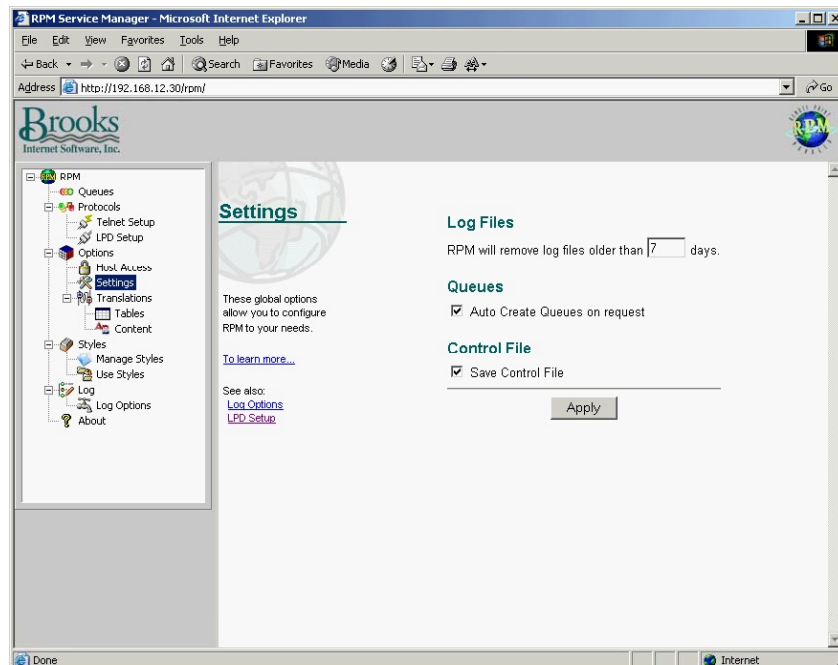 RPM Service Manager - Microsoft Internet Explorer
File Edit View Favorites Tools Help
Back Search Favorites Media
Address http://192.168.12.30/rpm/ Go
Brooks
Internet Software, Inc.
RPM
RPM
Queues
Protocols
Telnet Setup
LPD Setup
Options
Host Access
Settings
Translations
Tables
Content
Styles
Manage Styles
Use Styles
Log
Log Options
About
Settings
These global options
allow you to configure
RPM to your needs.
To learn more...
See also:
Log Options
LPD Setup
Log Files
RPM will remove log files older than 7 days.
Queues
Auto Create Queues on request
Control File
Save Control File
Apply
Done Internet